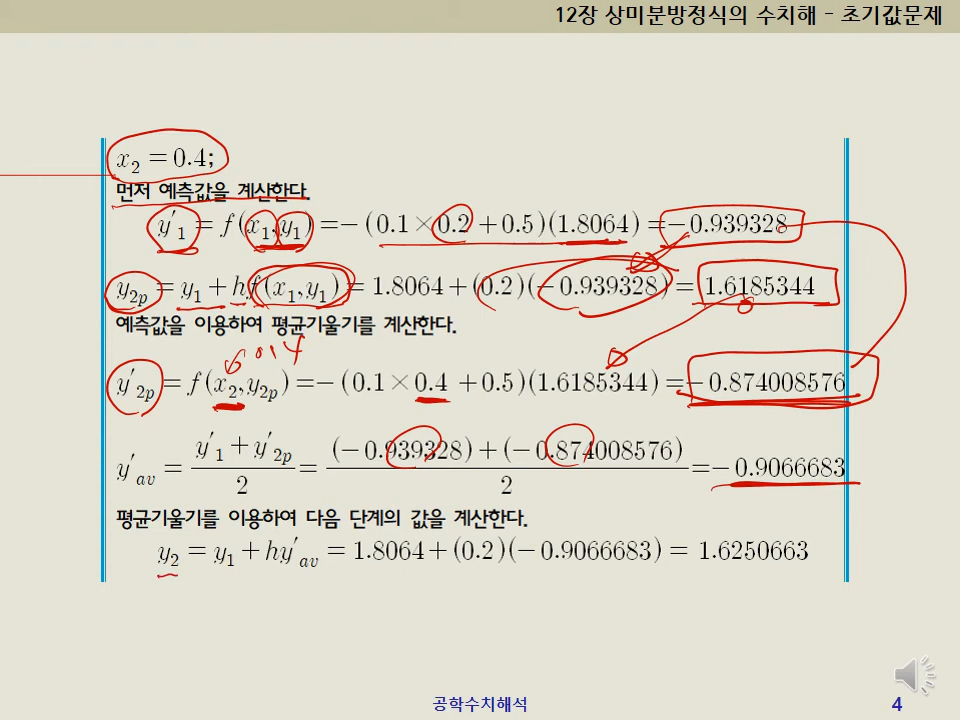 12장 상미분방정식의 수치해 - 초기값문제
x₂ = 0.4;
먼저 예측값을 계산한다.
y′₁ = f(x₁,y₁) = −(0.1×0.2+0.5)(1.8064) = −0.939328
y₂ₚ = y₁ + hf(x₁,y₁) = 1.8064+(0.2)(−0.939328) = 1.6185344
예측값을 이용하여 평균기울기를 계산한다.
y′₂ₚ = f(x₂,y₂ₚ) = −(0.1×0.4+0.5)(1.6185344) = −0.874008576
y′_av = (y′₁ + y′₂ₚ)/2 = ((−0.939328)+(−0.874008576))/2 = −0.9066683
평균기울기를 이용하여 다음 단계의 값을 계산한다.
y₂ = y₁ + hy′_av = 1.8064+(0.2)(−0.9066683) = 1.6250663
공학수치해석
4